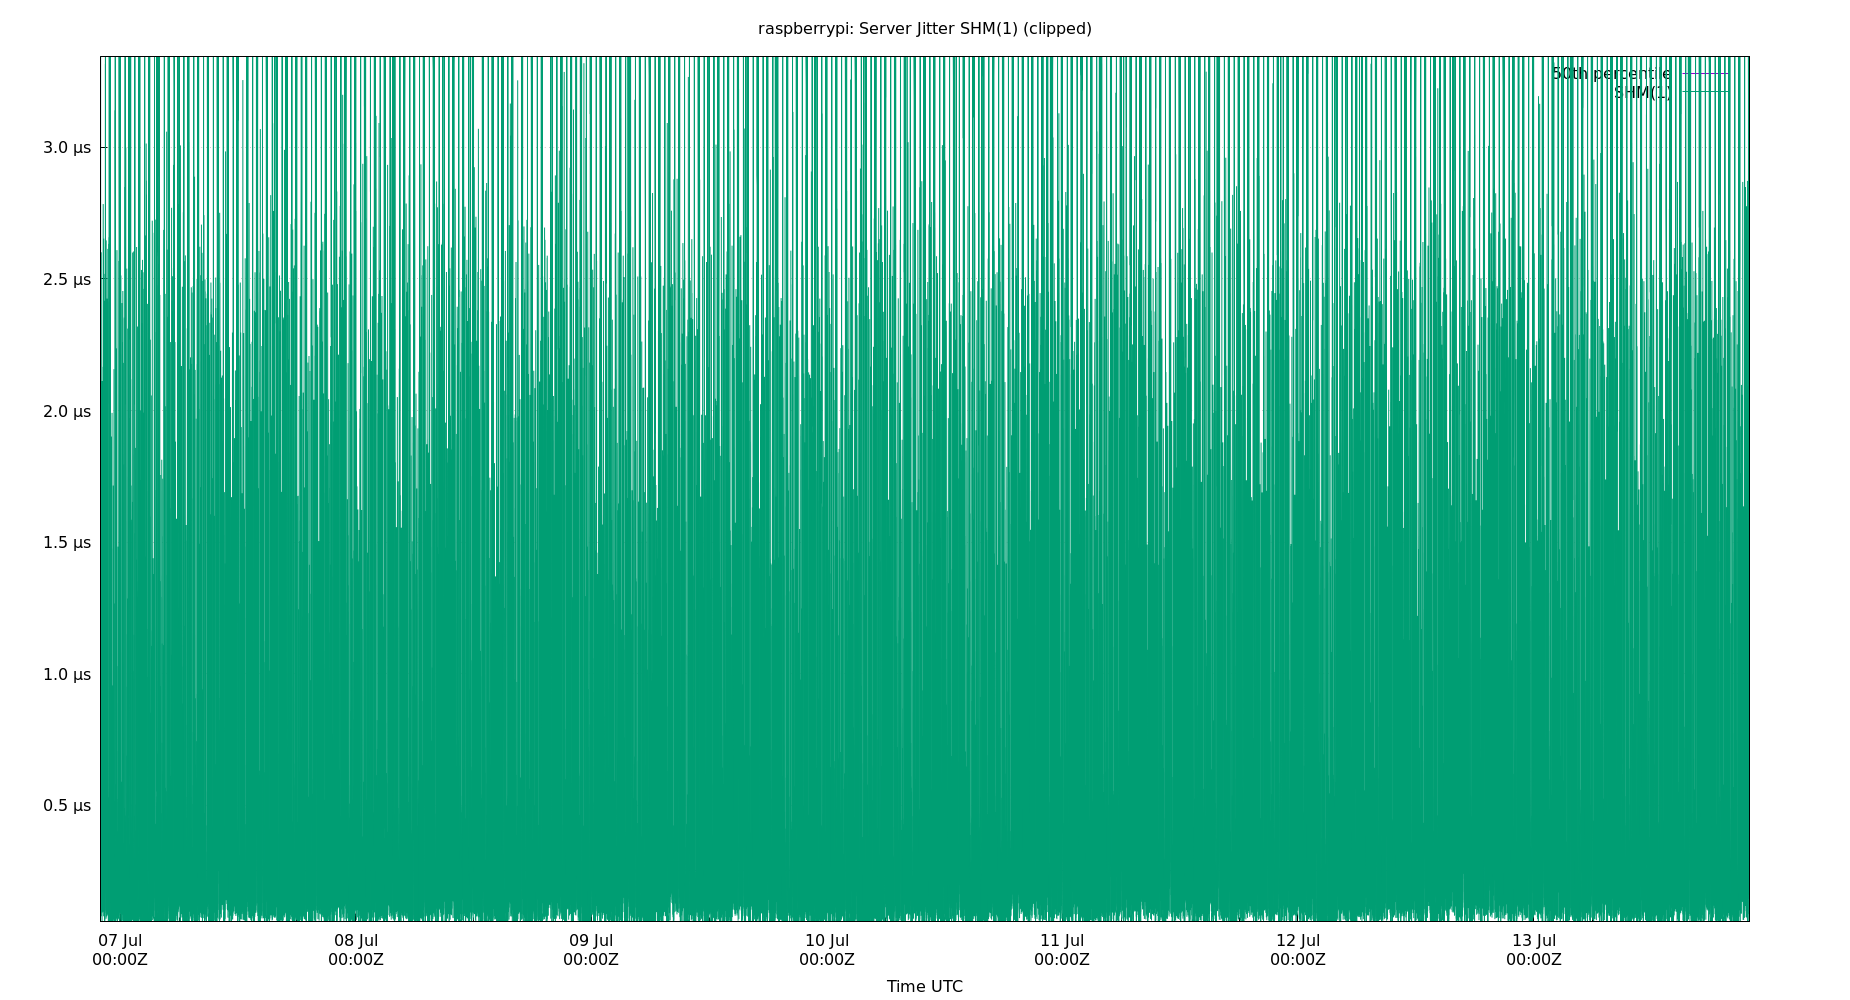 raspberrypi: Server Jitter SHM(1) (clipped)
50th percentile
SHM(1)
3.0 µs
2.5 µs
2.0 µs
1.5 µs
1.0 µs
0.5 µs
07 Jul 08 Jul 09 Jul 10 Jul 11 Jul 12 Jul 13 Jul
00:00Z 00:00Z 00:00Z 00:00Z 00:00Z 00:00Z 00:00Z
Time UTC